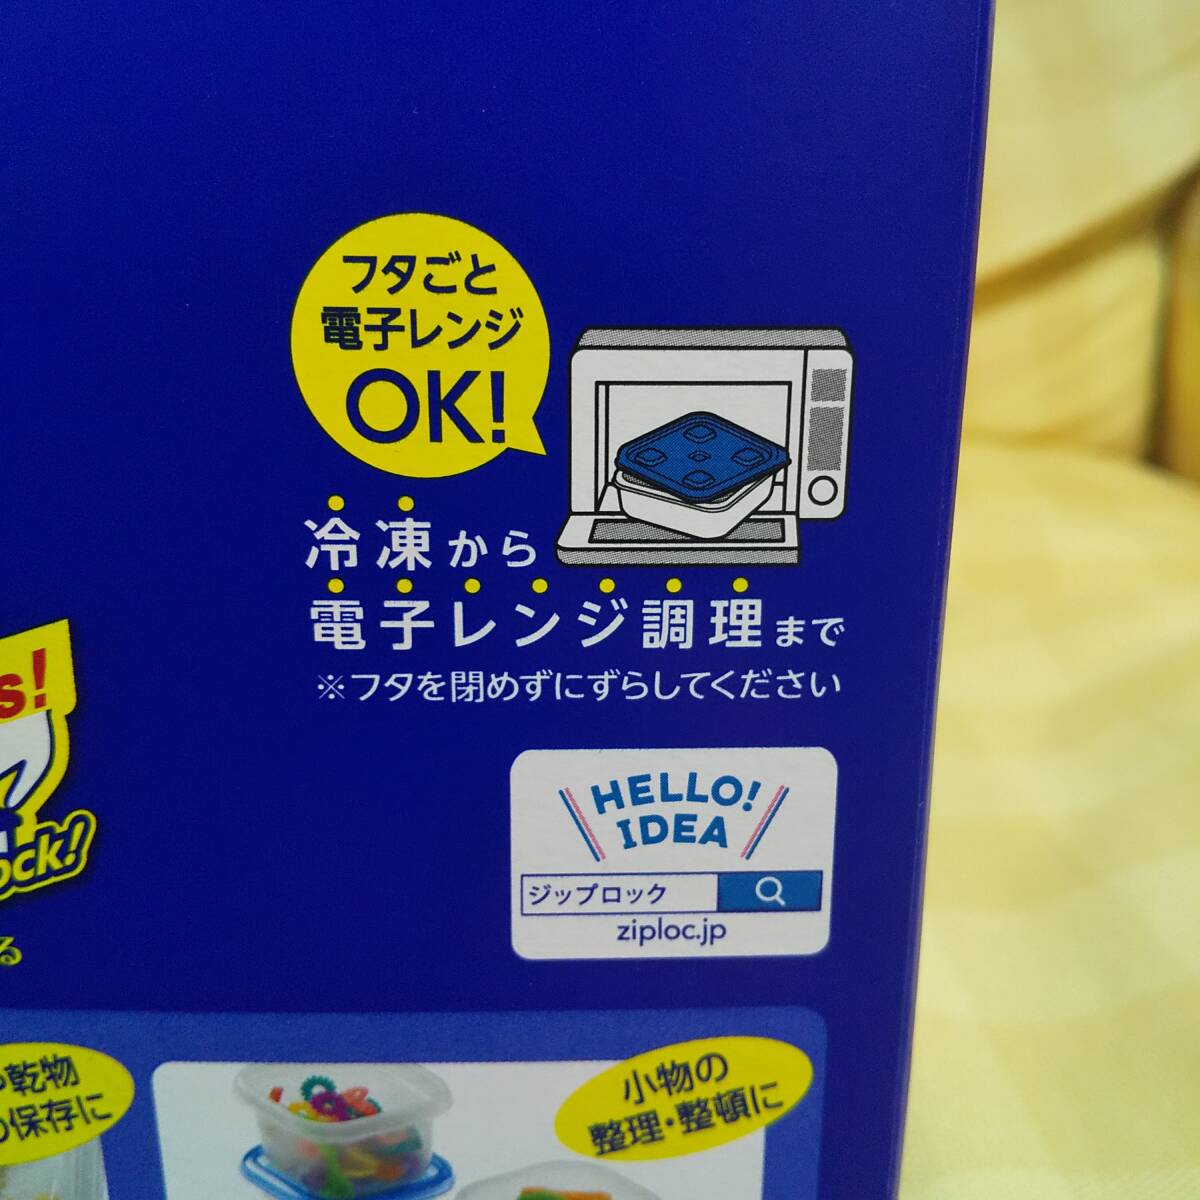 フタごと
電子レンジ
OK!
冷凍から
電子レンジ調理まで
※フタを閉めずにずらしてください
s!
ock!
る
HELLO!
IDEA
ジップロック
ziploc.jp
乾物
保存に
小物の
整理・整頓に